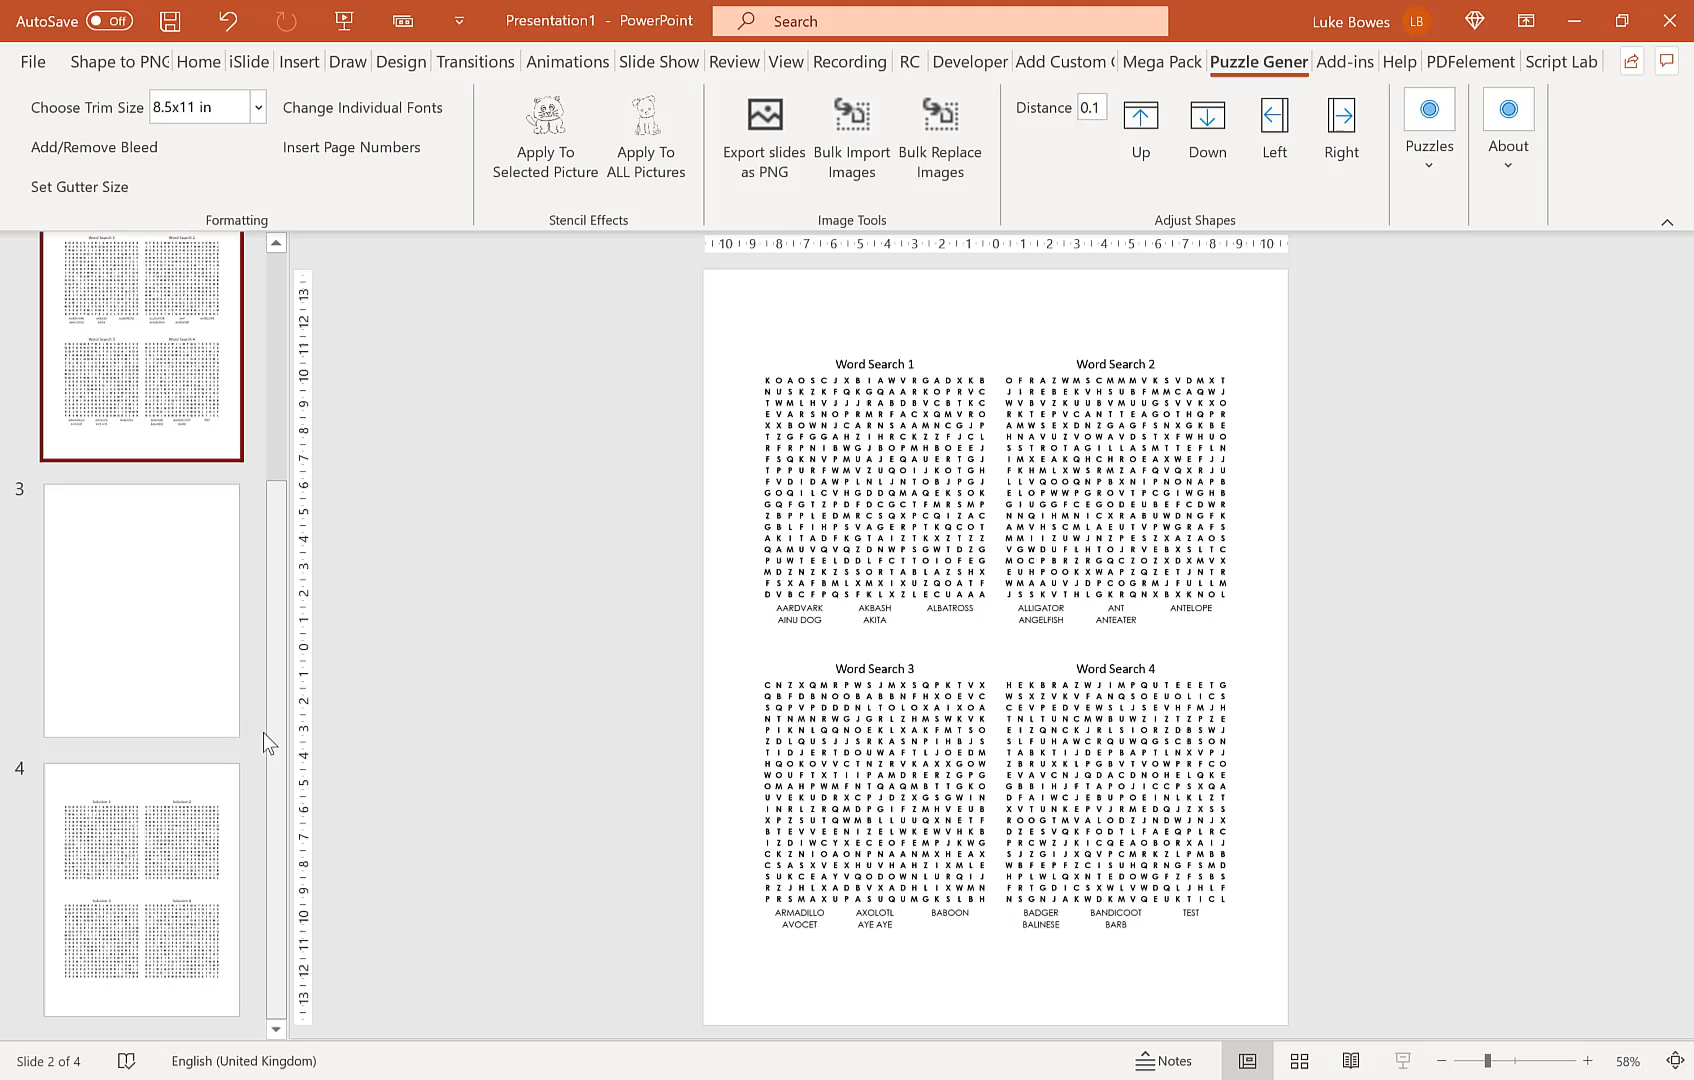 AutoSave Off Presentation1 - PowerPoint Search Luke Bowes LB
File Shape to PNG Home iSlide Insert Draw Design Transitions Animations Slide Show Review View Recording RC Developer Add Custom Mega Pack Puzzle Gener Add-ins Help PDFelement Script Lab
Choose Trim Size 8.5x11 in Change Individual Fonts
Add/Remove Bleed Insert Page Numbers
Set Gutter Size
Formatting
Apply To Selected Picture
Apply To ALL Pictures
Stencil Effects
Export slides as PNG
Bulk Import Images
Bulk Replace Images
Image Tools
Distance 0.1
Up Down Left Right
Adjust Shapes
Puzzles
About
3
4
Word Search 1
K O A O S C J X B I A W V R G A D X K B
N U S K Z K F Q K G Q A A R K O P R V C
T W M L H V J J J R A B D B V C B T K C
E V A R S N O P R M R F A C X Q M V R O
X X B O W N J C A R N S A A M N C G J P
T Z G F G G A H Z I H R C K Z Z F J C L
R F R P N I B W G J B O P M H B O E E J
F S Q K N V P M U A J E Q A U E R T G J
T P P U R F W M V Z U Q O I J K O T G H
F V D I D A W P L N L J N T O B J P G J
G O Q I L C V H G D D Q M A Q E K S O K
G Q F G T Z P D F D C G C T F M R S M P
Z B P P L E D M R C S Q X P C Q I Z A C
G B L F I H P S V A G E R P T K Q C O T
A K I T A D F K G T A I Z T K X Z T Z Z
Q A M U V Q V Q Z D N W P S G W T D Z G
P U W T E E L D D L F C T T O I O F E G
M D Z N Z K Z S S O R T A B L A Z S H X
F S X A F B M L X M X I X U Z Q O A T F
D V B C F P Q S F K L X Z L E C U A A A
AARDVARK AKBASH ALBATROSS
AINU DOG AKITA
Word Search 2
O F R A Z W M S C M M M V K S V D M X T
J I R E B E K V H S U B F M M C A Q W J
W V B V Z K U U B V M U U G S V V K X O
R K T E P V C A N T T E A G O T H Q P R
A M W S E X D N Z G A G F S N X G K B E
H N A V U Z V O W A V D S T X F W H U O
S S T R O T A G I L L A S M T T E F L N
I M X E A K Q H C H R O E A X W E F J J
F K H M L X W S R M Z A F Q V Q X R J U
L L V Q O O Q N P B X N I P N O N A P B
E L O P W W P G R O V T P C G I W G H B
G I U G G F C E G O D E U B E F C D W R
N N Q I H M N I C X R A B U W D N G F K
A M V H S C M L A E U T V P W G R A F S
M M I I Z U W J N Z P E S Z X A Z A O S
V G W D U F L H T O J R V E B X S L T C
M O C P B R Z R G Q C Z O Z X D X M V X
E U H P O O K X W A P Z Q Z E T J N T R
W M A A U V J D P C O G R M J F U L L M
J S S K V T H L G K R Q N X B X K N O L
ALLIGATOR ANT ANTELOPE
ANGELFISH ANTEATER
Word Search 3
C N Z X Q M R P W S J M X S Q P K T V X
Q B F D B N O O B A B B N F H X O E V C
S Q P V P D D D N L T O L O X A I X O A
N T N M N R W G J G R L Z H M S W K V K
P I K N L Q Q N O E K L X A K F M T S O
Z D L Q U S J J S R K A S N P I H B J S
T I D J E R T D O U W A F T L J O E D M
H Q O K O V V C T N Z R V K A X X G O W
W O U F T X T I I P A M D R E R Z G P G
O M A H P W M F N T Q A Q M B T T G K O
U V E K U D R X C P J D Z X G S G W I N
I N R L Z R Q M D P G I F Z M H V E U B
X P Z S U T Q W M B L L U U Q X N E T F
B T E V V E E N I Z E L W K E W V H K B
I Z D I W C Y X E C E O F E M P J K W G
C K Z N I O A O N P N A A N M X H E A X
C S A S X V E X H U V H A H Z I X M L E
S U K C E A Y V Q O D O W N L U R Q I J
R Z J H L X A D B V X A D H L I X W M N
P R S M A X U P A S U Q U M G K S L B H
ARMADILLO AXOLOTL BABOON
AVOCET AYE AYE
Word Search 4
H E K B R A Z W J I M P Q U T E E E T G
W S X Z V K V F A N Q S O E U O L I C S
C E V P E D V E W S L J S E V H F M J H
T N L T U N C M W B U W Z I Z T Z P Z E
E I Z Q N C K J R L S I O R Z D B S W J
S L F U H A W C R Q U W Q G S C B S O N
T A B K T I J D E P B A P T L N X V P J
Z B R U X K L P G B V T V O W P R F C O
E V A V C N J Q D A C D N O H E L Q K E
G B B I H J F T A P O J I C C P S X Q A
D F A I W C J E B U P O E I N L K L Z T
X V T U N K E P V J R M E D Q J Z X S S
R O O G T M V A L O D Z J N D W J N J X
D Z E S V Q K F O D T L F A E Q P L R C
P R C W Z J K I C Q E A O B O R X A I J
S J Z G I J X Q V P C M R K Z L P M B B
W B F E P F Z C I S U H Q R N G F S M D
H P L W L Q X N T E D O W G F Z F S B S
F R T G D I C S X W L V W D Q L J H L F
N S G N J A K W D K M V Q E U K T I C L
BADGER BANDICOOT TEST
BALINESE BARB
Slide 2 of 4 English (United Kingdom) Notes 58%